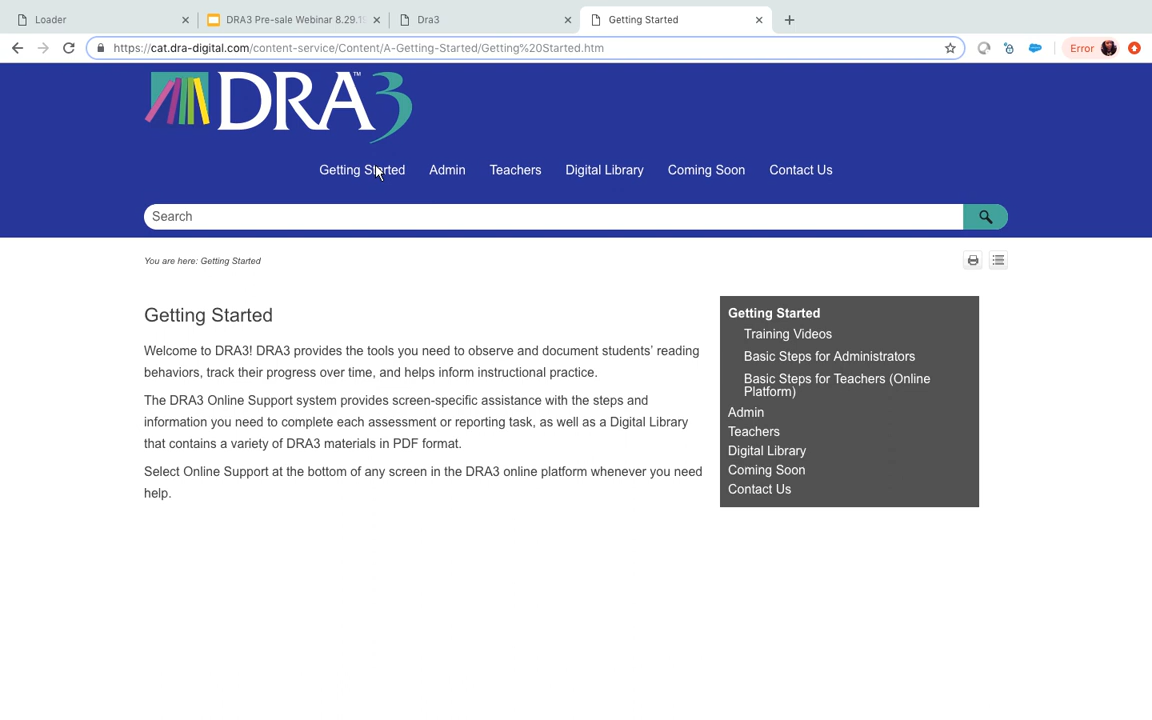 Loader
DRA3 Pre-sale Webinar 8.29.1
Dra3
Getting Started
https://cat.dra-digital.com/content-service/Content/A-Getting-Started/Getting%20Started.htm
Error
DRA3™
Getting Started
Admin
Teachers
Digital Library
Coming Soon
Contact Us
Search
You are here: Getting Started
Getting Started
Welcome to DRA3! DRA3 provides the tools you need to observe and document students’ reading
behaviors, track their progress over time, and helps inform instructional practice.
The DRA3 Online Support system provides screen-specific assistance with the steps and
information you need to complete each assessment or reporting task, as well as a Digital Library
that contains a variety of DRA3 materials in PDF format.
Select Online Support at the bottom of any screen in the DRA3 online platform whenever you need
help.
Getting Started
Training Videos
Basic Steps for Administrators
Basic Steps for Teachers (Online
Platform)
Admin
Teachers
Digital Library
Coming Soon
Contact Us